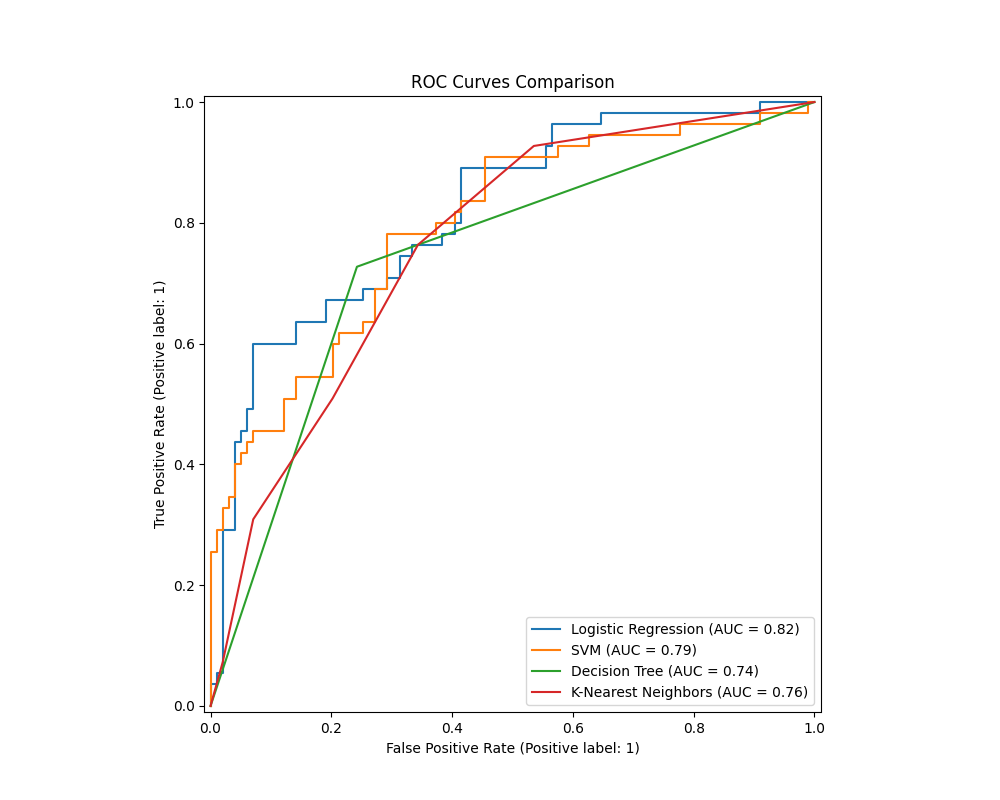 ROC Curves Comparison
1.0
0.8
0.6
0.4
0.2
0.0
True Positive Rate (Positive label: 1)
Logistic Regression (AUC = 0.82)
SVM (AUC = 0.79)
Decision Tree (AUC = 0.74)
K-Nearest Neighbors (AUC = 0.76)
0.0 0.2 0.4 0.6 0.8 1.0
False Positive Rate (Positive label: 1)